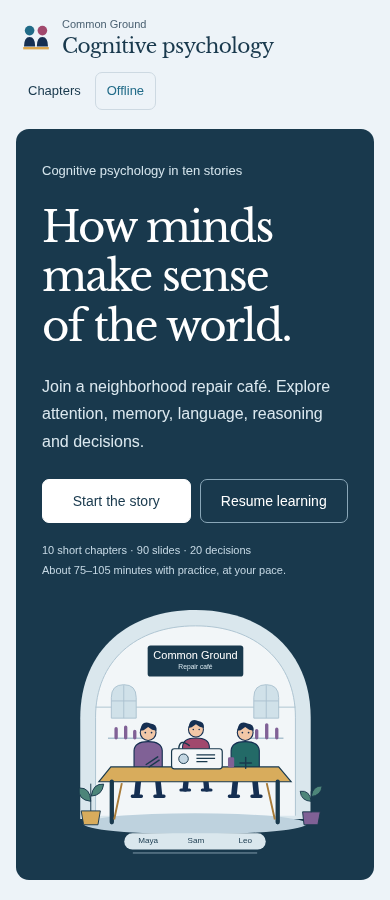 Common Ground
Cognitive psychology
Chapters
Offline
Cognitive psychology in ten stories
How minds
make sense
of the world.
Join a neighborhood repair café. Explore
attention, memory, language, reasoning
and decisions.
Start the story
Resume learning
10 short chapters · 90 slides · 20 decisions
About 75–105 minutes with practice, at your pace.
Common Ground
Repair café
Maya Sam Leo